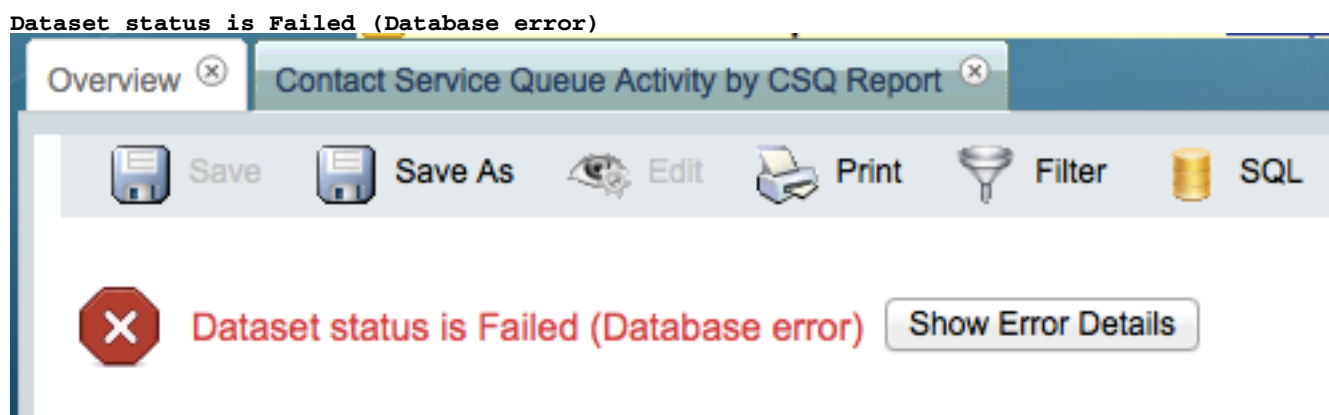 Dataset status is Failed (Database error)
Overview Contact Service Queue Activity by CSQ Report
Save Save As Edit Print Filter SQL
Dataset status is Failed (Database error) Show Error Details